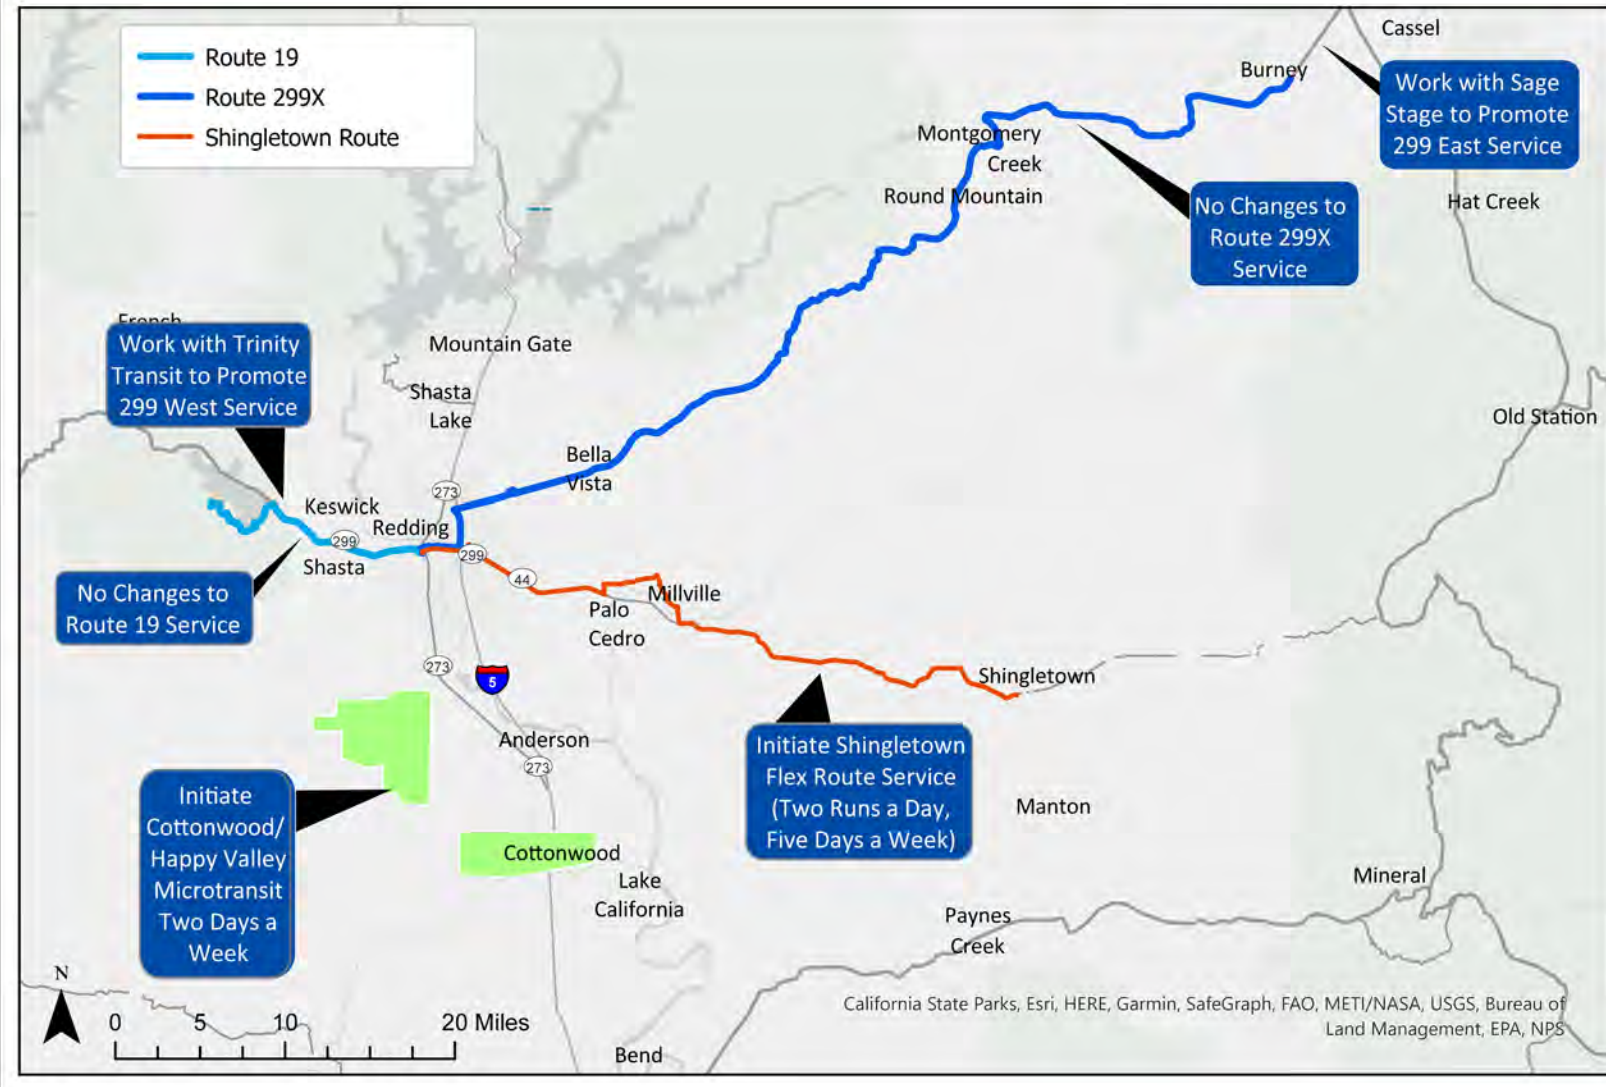 Route 19
Route 299X
Shingletown Route
Cassel
Burney
Work with Sage
Stage to Promote
299 East Service
Montgomery
Creek
Round Mountain
No Changes to
Route 299X
Service
Hat Creek
French
Work with Trinity
Transit to Promote
299 West Service
Mountain Gate
Shasta
Lake
Old Station
Bella
Vista
273
Keswick
Redding
299
299
Shasta
44
No Changes to
Route 19 Service
Millville
Palo
Cedro
273
5
Shingletown
Anderson
273
Initiate Shingletown
Flex Route Service
(Two Runs a Day,
Five Days a Week)
Initiate
Cottonwood/
Happy Valley
Microtransit
Two Days a
Week
Manton
Cottonwood
Lake
California
Mineral
Paynes
Creek
N
0 5 10 20 Miles
California State Parks, Esri, HERE, Garmin, SafeGraph, FAO, METI/NASA, USGS, Bureau of
Land Management, EPA, NPS
Bend